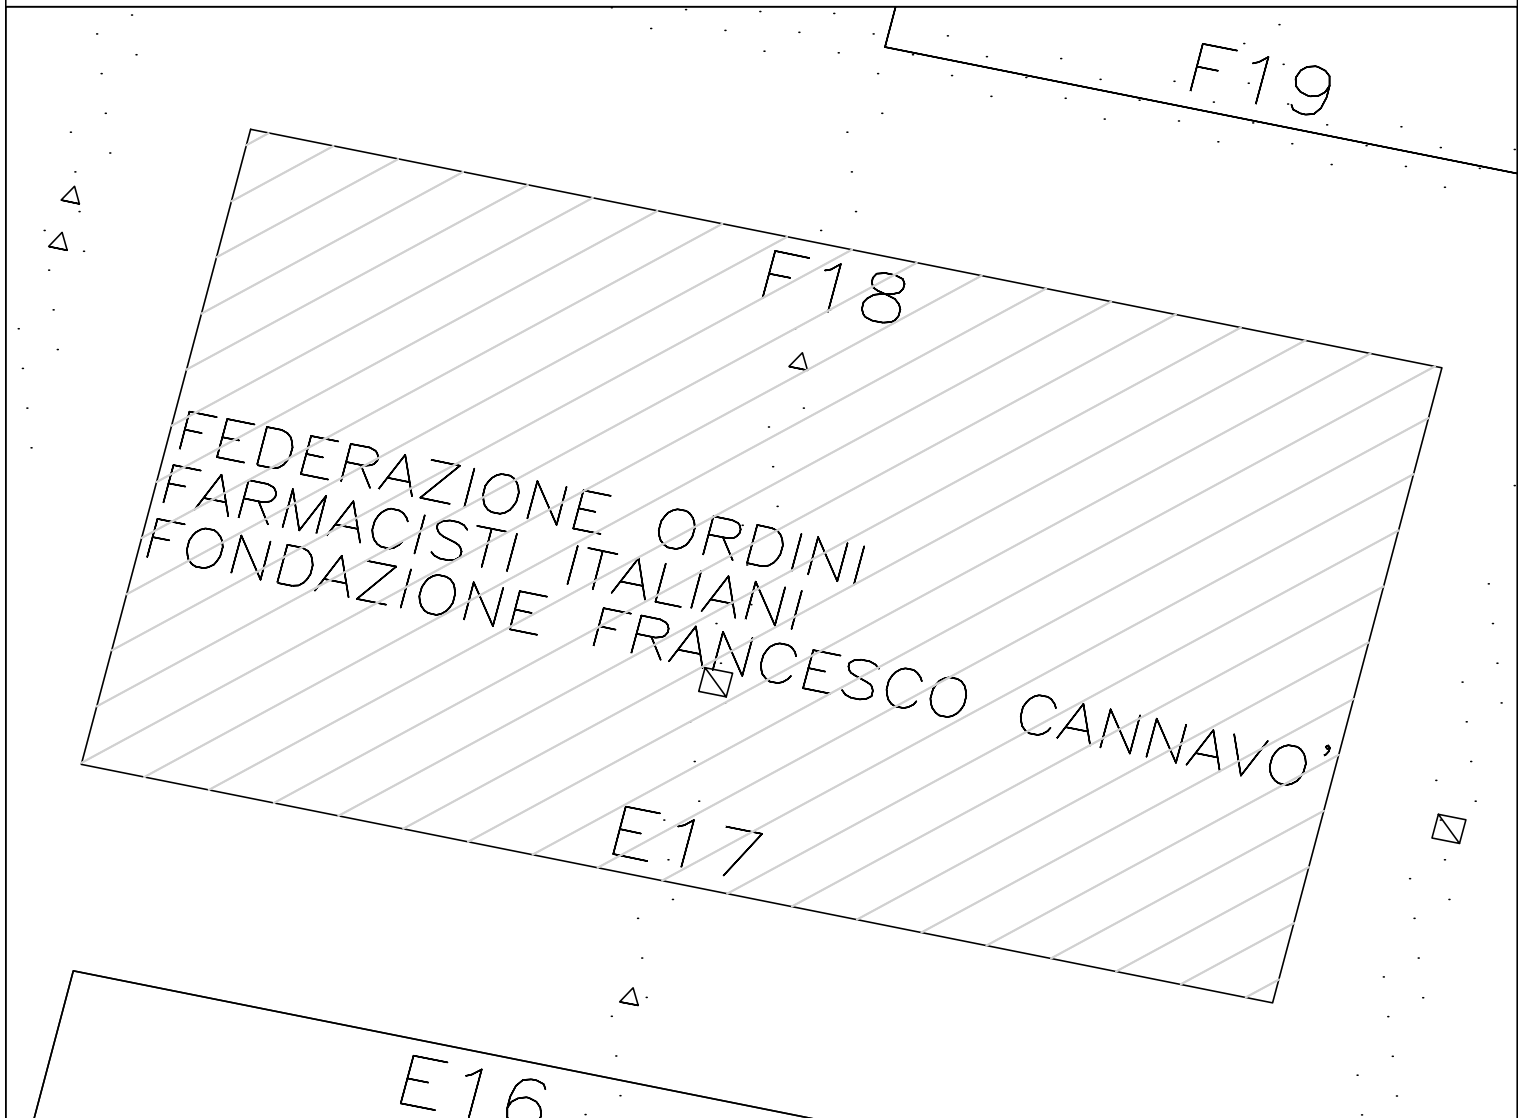 F19
F18
FEDERAZIONE ORDINI
FARMACISTI ITALIANI
FONDAZIONE FRANCESCO CANNAVO'
E17
E16